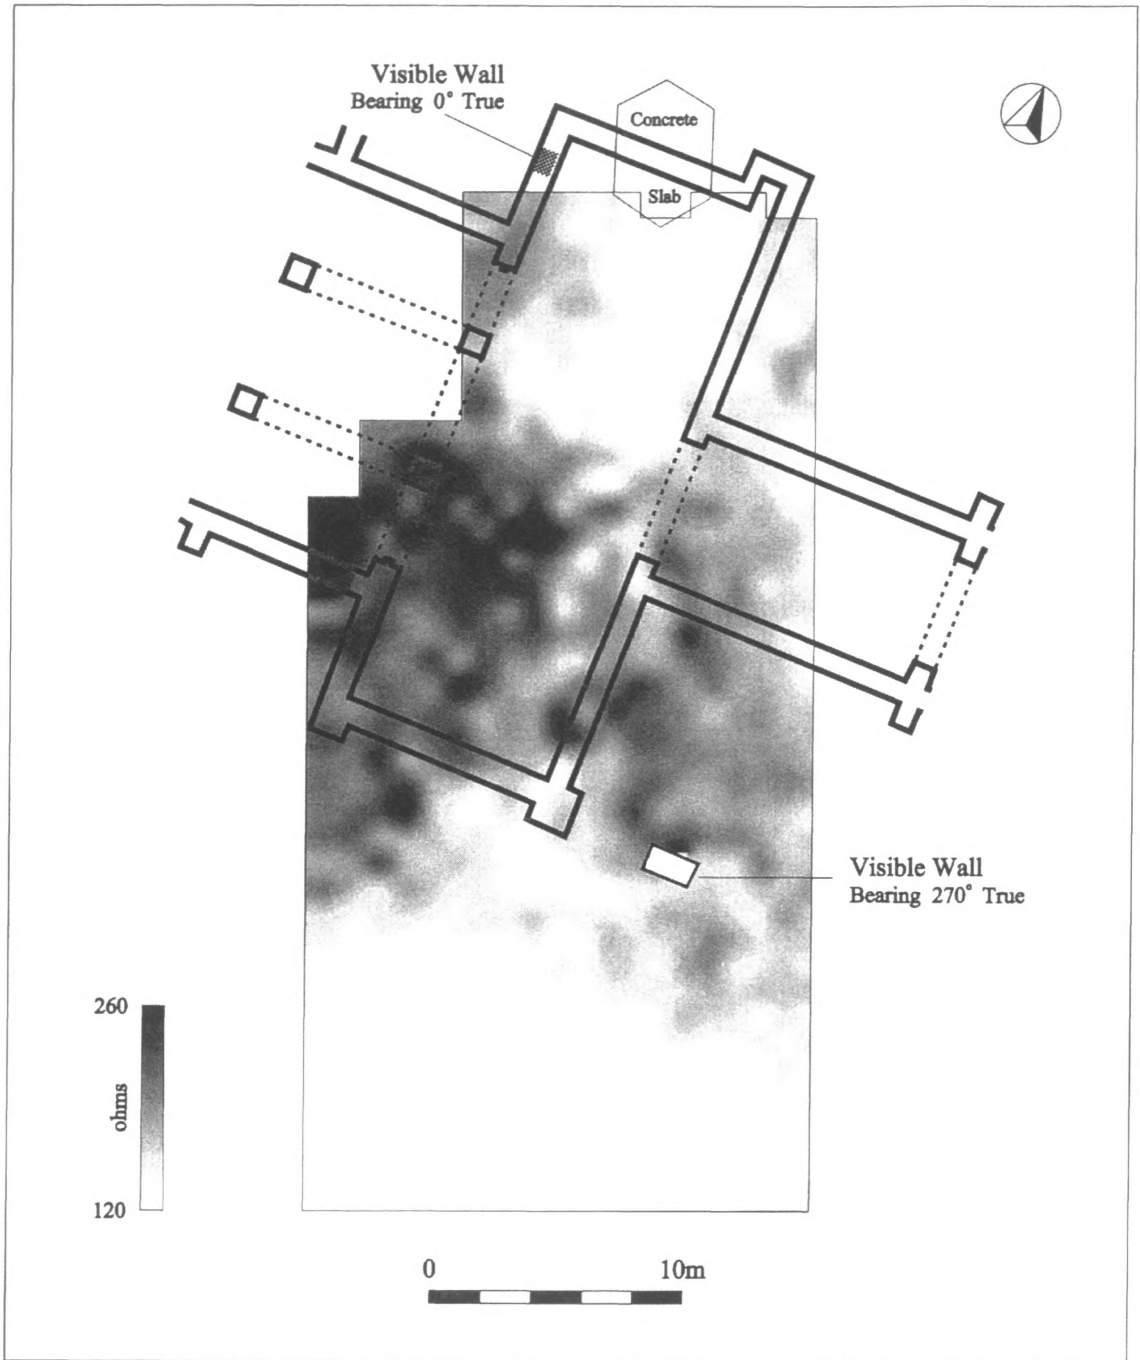 Visible Wall
Bearing 0° True
Concrete
Slab
Visible Wall
Bearing 270° True
260
ohms
120
0 10m